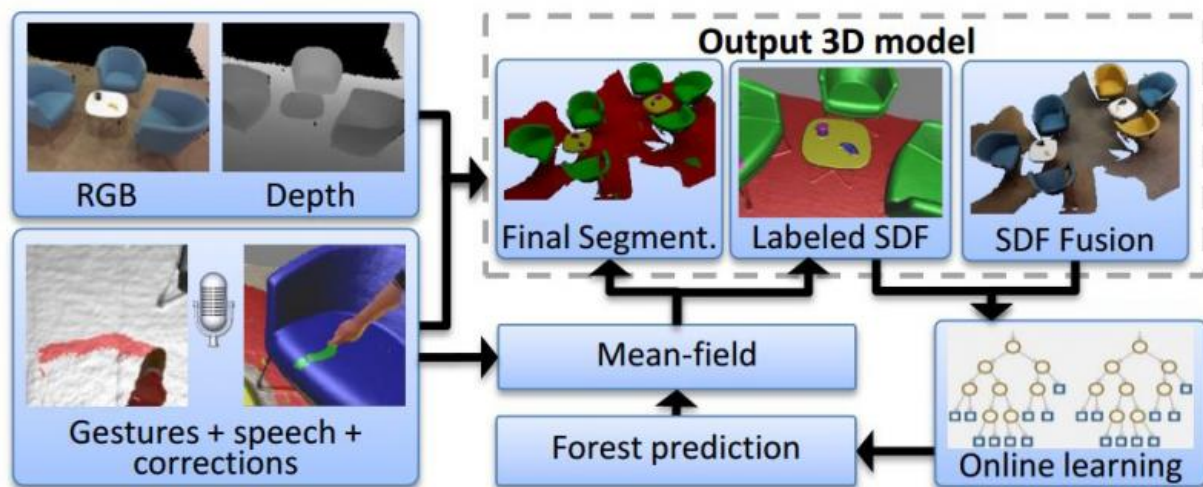 Output 3D model
RGB
Depth
Final Segment.
Labeled SDF
SDF Fusion
Gestures + speech +
corrections
Mean-field
Forest prediction
Online learning